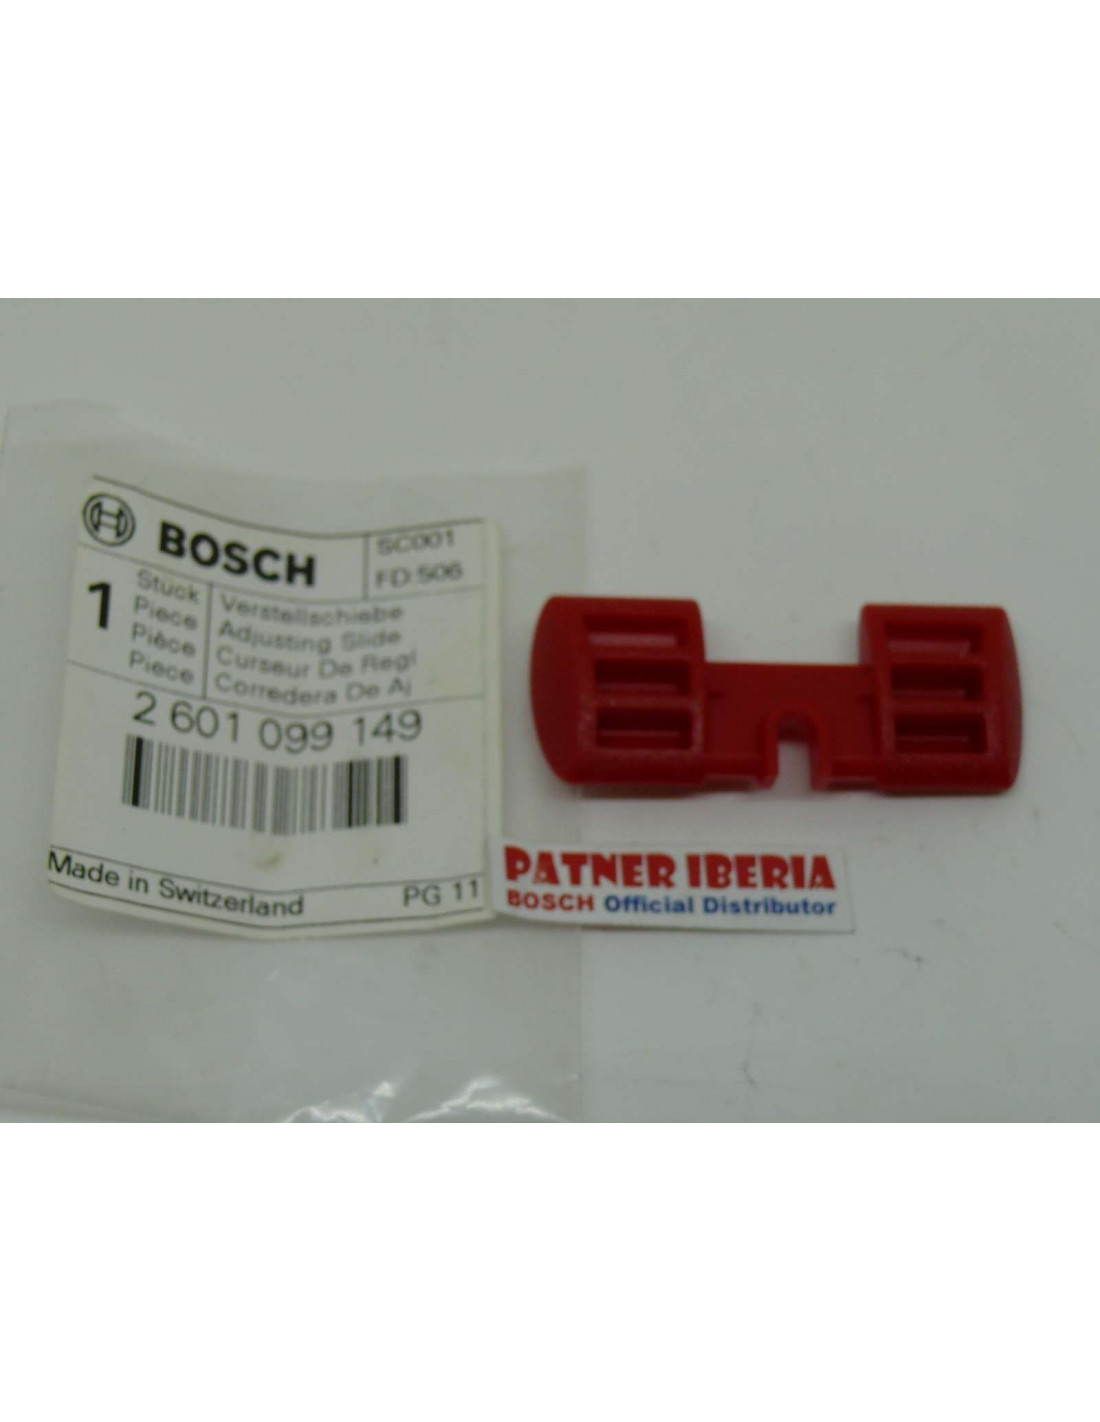 BOSCH
SC001
FD:506
1
Stuck
Piece
Pièce
Piece
Verstellschiebe
Adjusting Slide
Curseur De Regl
Corredera De Aj
2 601 099 149
Made in Switzerland
PG 11
PATNER IBERIA
BOSCH Official Distributor